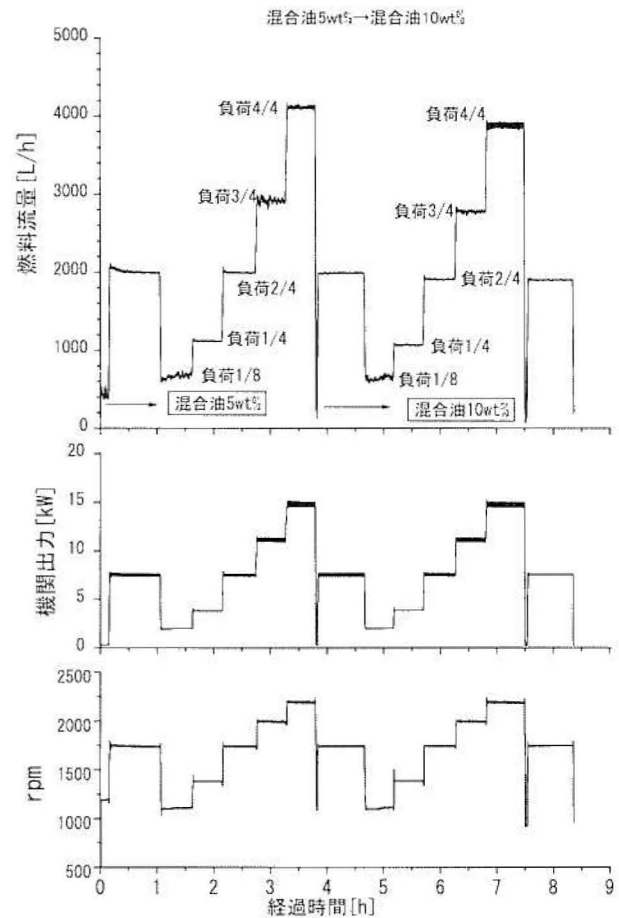 混合油5wt%→混合油10wt%
5000
4000
3000
2000
1000
0
燃料流量[L/h]
負荷4/4
負荷3/4
負荷2/4
負荷1/4
負荷1/8
混合油5wt%
負荷4/4
負荷3/4
負荷2/4
負荷1/4
負荷1/8
混合油10wt%
20
15
10
5
0
機関出力[kW]
2500
2000
1500
1000
500
rpm
0 1 2 3 4 5 6 7 8 9
経過時間[h]